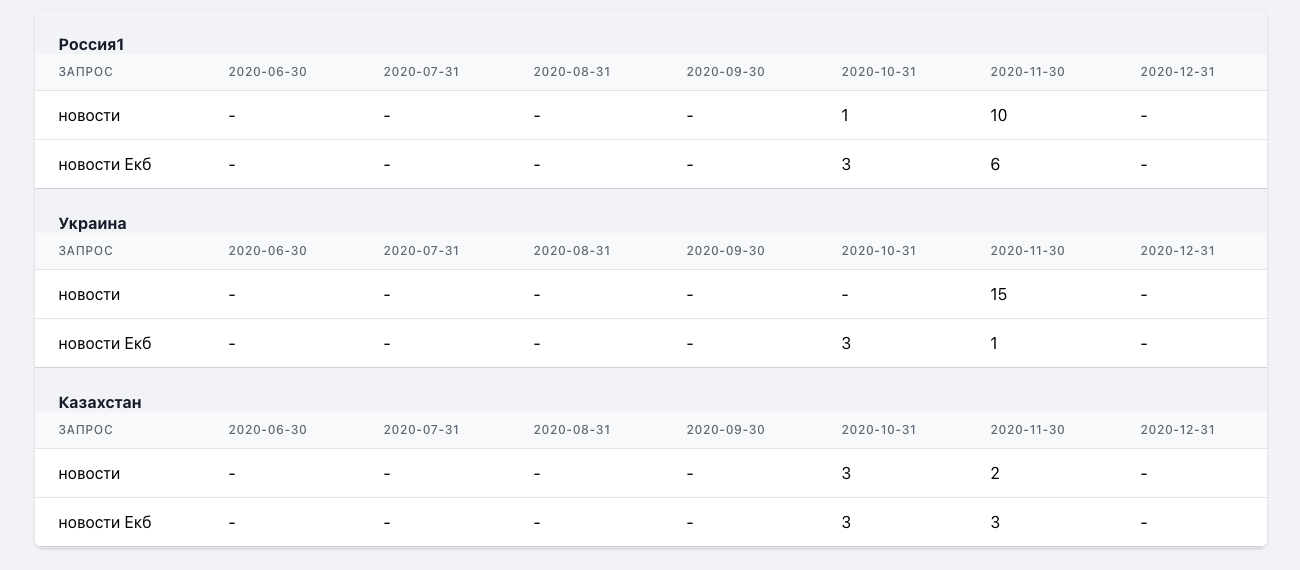 Россия1
ЗАПРОС 2020-06-30 2020-07-31 2020-08-31 2020-09-30 2020-10-31 2020-11-30 2020-12-31
новости - - - - 1 10 -
новости Екб - - - - 3 6 -
Украина
ЗАПРОС 2020-06-30 2020-07-31 2020-08-31 2020-09-30 2020-10-31 2020-11-30 2020-12-31
новости - - - - - 15 -
новости Екб - - - - 3 1 -
Казахстан
ЗАПРОС 2020-06-30 2020-07-31 2020-08-31 2020-09-30 2020-10-31 2020-11-30 2020-12-31
новости - - - - 3 2 -
новости Екб - - - - 3 3 -